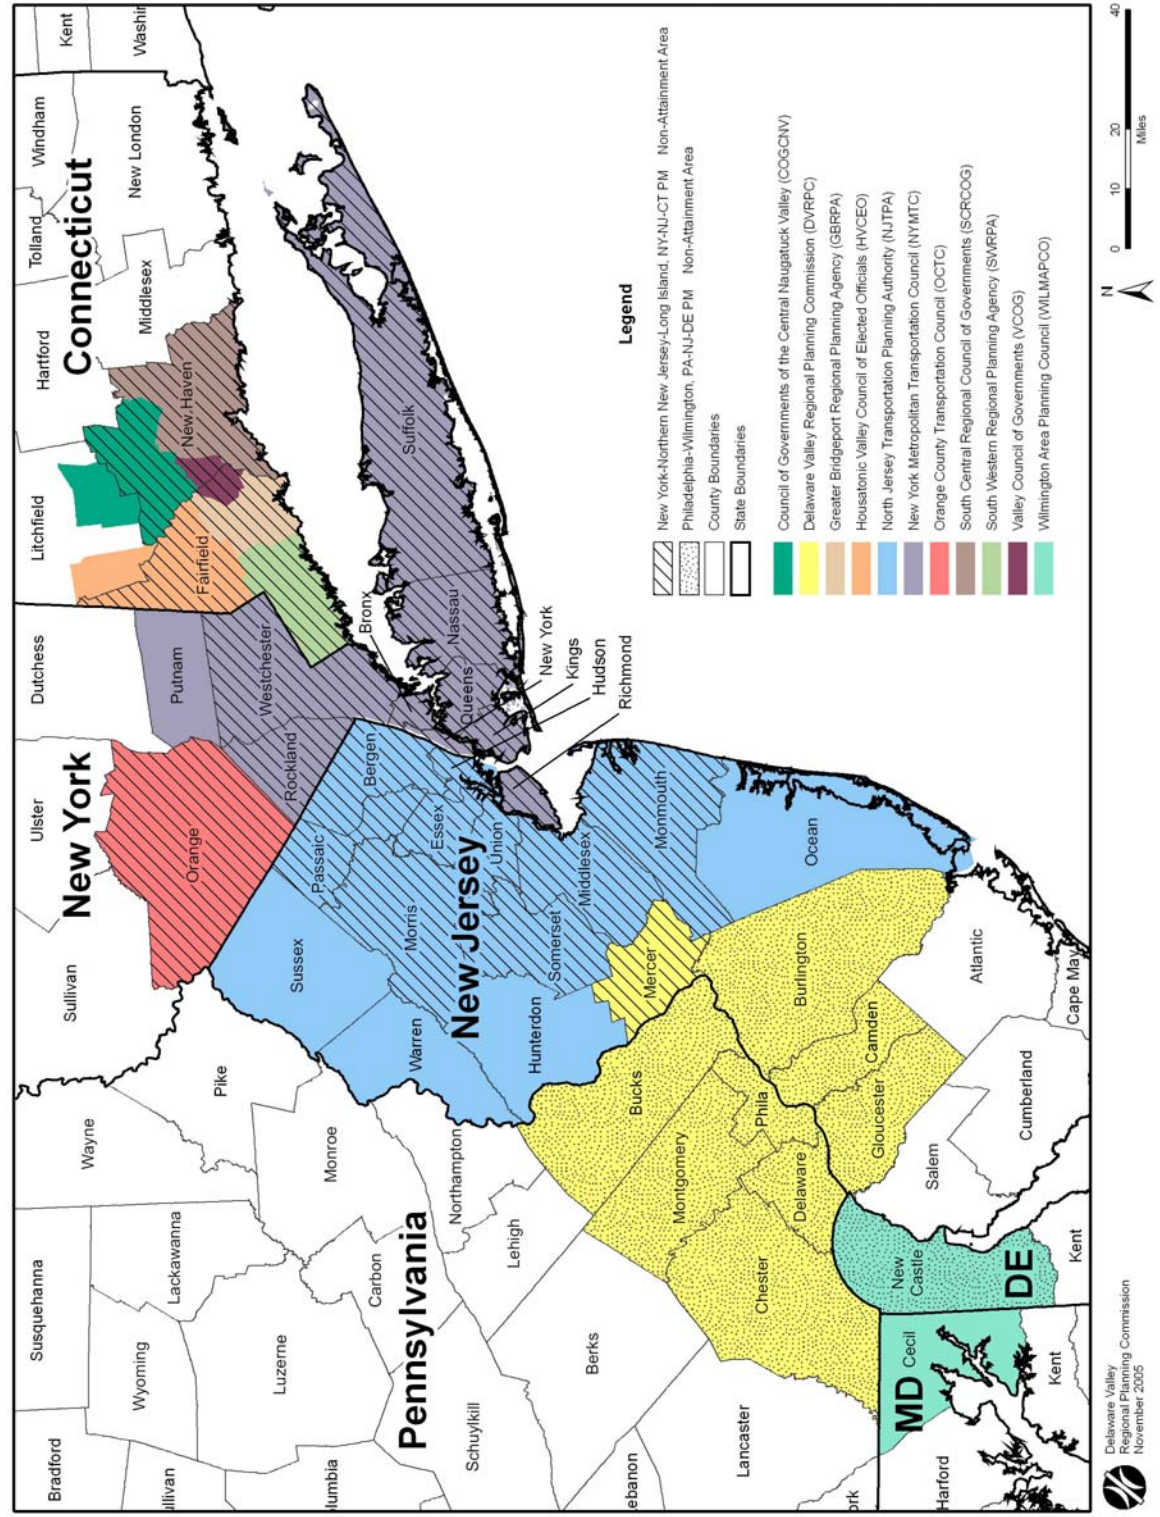 Bradford
Susquehanna
Wayne
Sullivan
Ulster
Dutchess
Litchfield
Hartford
Tolland
Windham
Kent
Washin
New York
Connecticut
Middlesex
New London
ullivan
Wyoming
Lackawanna
Pike
Orange
Putnam
Westchester
Rockland
Fairfield
New Haven
lumbia
Luzerne
Monroe
Sussex
Passaic
Bergen
Bronx
Carbon
Pennsylvania
Schuylkill
Northampton
Lehigh
Warren
Morris
Essex
New Jersey
Union
Hunterdon
Somerset
Middlesex
Queens
Nassau
Suffolk
New York
Kings
Hudson
Richmond
ebanon
Berks
Bucks
Mercer
Monmouth
Lancaster
Montgomery
Phila
Chester
Delaware
Burlington
Ocean
ork
Camden
Gloucester
Harford
MD
Cecil
New
Castle
Salem
Atlantic
DE
Cumberland
Kent
Kent
Cape May
Legend
New York-Northern New Jersey-Long Island, NY-NJ-CT PM Non-Attainment Area
Philadelphia-Wilmington, PA-NJ-DE PM Non-Attainment Area
County Boundaries
State Boundaries
Council of Governments of the Central Naugatuck Valley (COGCNV)
Delaware Valley Regional Planning Commission (DVRPC)
Greater Bridgeport Regional Planning Agency (GBRPA)
Housatonic Valley Council of Elected Officials (HVCEO)
North Jersey Transportation Planning Authority (NJTPA)
New York Metropolitan Transportation Council (NYMTC)
Orange County Transportation Council (OCTC)
South Central Regional Council of Governments (SCRCOG)
South Western Regional Planning Agency (SWRPA)
Valley Council of Governments (VCOG)
Wilmington Area Planning Council (WILMAPCO)
Delaware Valley
Regional Planning Commission
November 2005
N
0 10 20 40
Miles